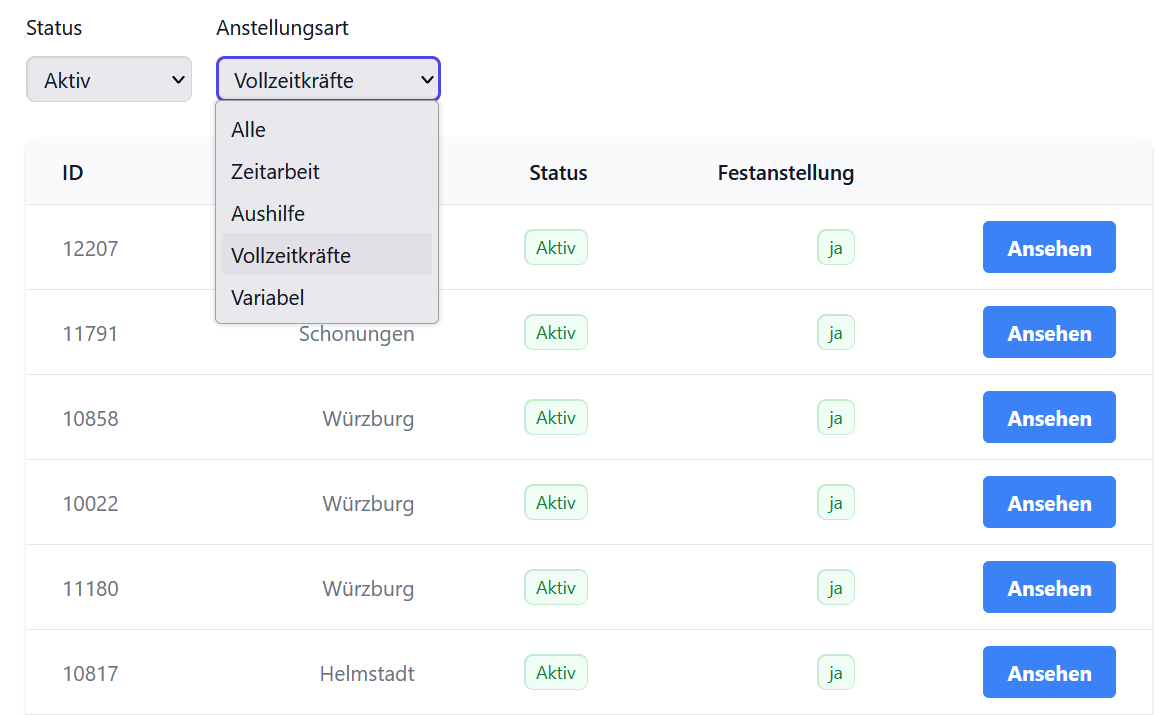 Status Anstellungsart
Aktiv Vollzeitkräfte
Alle
Zeitarbeit
Aushilfe
Vollzeitkräfte
Variabel
ID Status Festanstellung
12207 Aktiv ja Ansehen
11791 Schonungen Aktiv ja Ansehen
10858 Würzburg Aktiv ja Ansehen
10022 Würzburg Aktiv ja Ansehen
11180 Würzburg Aktiv ja Ansehen
10817 Helmstadt Aktiv ja Ansehen